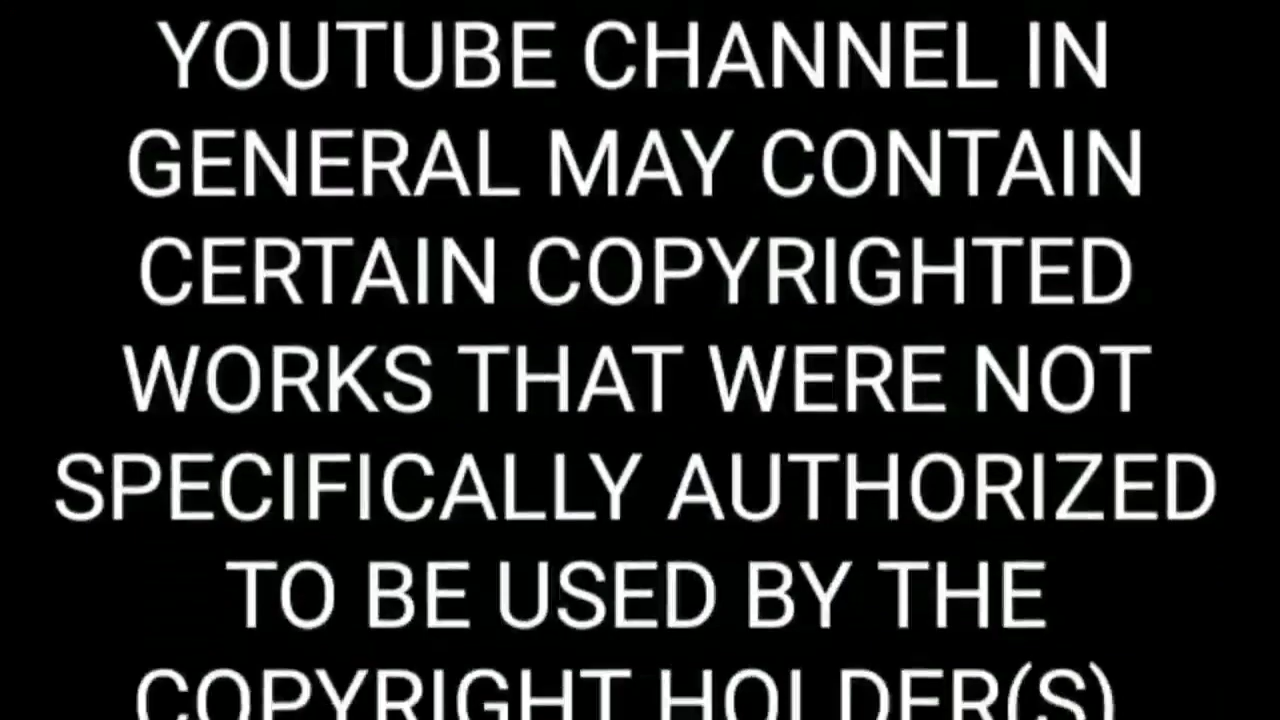 YOUTUBE CHANNEL IN
GENERAL MAY CONTAIN
CERTAIN COPYRIGHTED
WORKS THAT WERE NOT
SPECIFICALLY AUTHORIZED
TO BE USED BY THE
COPYRIGHT HOLDER(S)